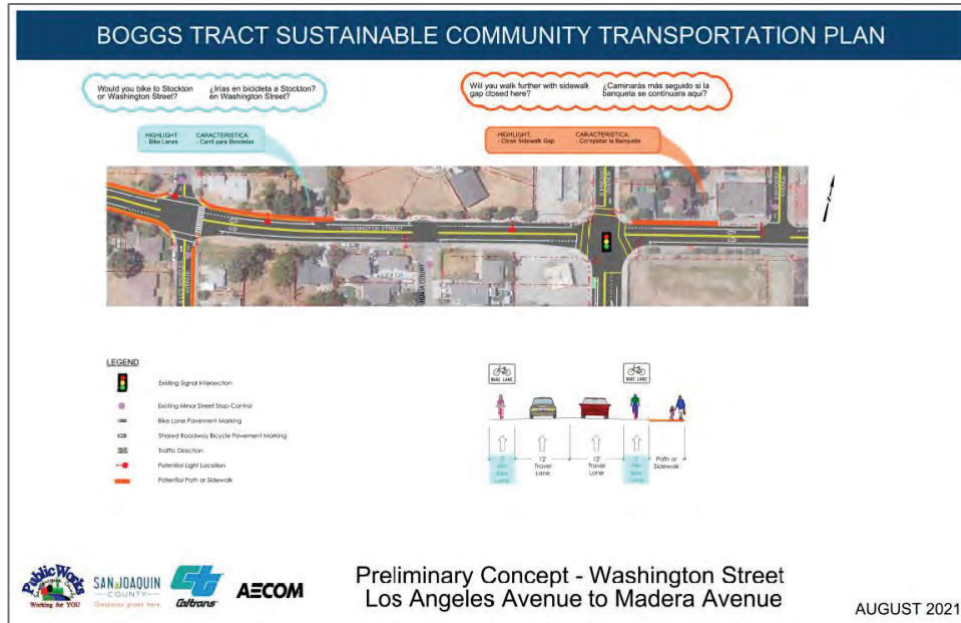 BOGGS TRACT SUSTAINABLE COMMUNITY TRANSPORTATION PLAN
Would you bike to Stockton
or Washington Street?
¿Irías en bicicleta a Stockton?
en Washington Street?
Will you walk further with sidewalk
gap closed here?
¿Caminarás más seguido si la
banqueta se continuara aquí?
HIGHLIGHT:
- Bike Lanes
CARACTERISTICA:
- Carril para Bicicletas
HIGHLIGHT:
- Close Sidewalk Gap
CARACTERISTICA:
- Completar la Banqueta
WASHINGTON STREET
LEGEND
Existing Signal Intersection
Existing Minor Street Stop-Control
Bike Lane Pavement Marking
Shared Roadway Bicycle Pavement Marking
Traffic Direction
Potential Light Location
Potential Path or Sidewalk
BIKE LANE
BIKE LANE
12'
Travel
Lane
12'
Travel
Lane
Path or
Sidewalk
Public Works
Working for YOU
SAN JOAQUIN
COUNTY
Greatness grows here.
Caltrans
AECOM
Preliminary Concept - Washington Street
Los Angeles Avenue to Madera Avenue
AUGUST 2021